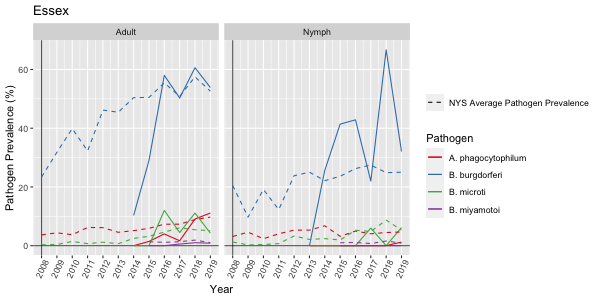 Essex
Adult
Nymph
Pathogen Prevalence (%)
60
40
20
0
2008
2009
2010
2011
2012
2013
2014
2015
2016
2017
2018
2019
2008
2009
2010
2011
2012
2013
2014
2015
2016
2017
2018
2019
Year
NYS Average Pathogen Prevalence
Pathogen
A. phagocytophilum
B. burgdorferi
B. microti
B. miyamotoi